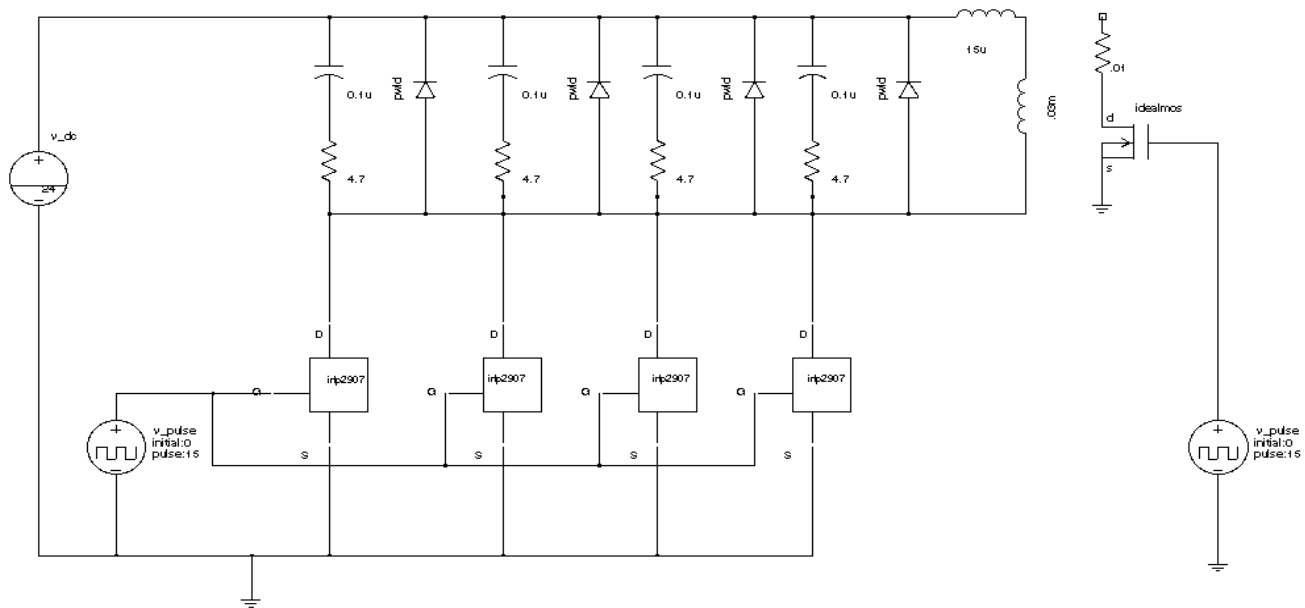 15u
.01
0.1u
pwld
0.1u
pwld
0.1u
pwld
0.1u
pwld
.03m
idealmos
d
s
v_dc
24
4.7
4.7
4.7
4.7
D
D
D
D
irfp2907
irfp2907
irfp2907
irfp2907
G
G
G
G
v_pulse
initial:0
pulse:15
v_pulse
initial:0
pulse:15
S
S
S
S